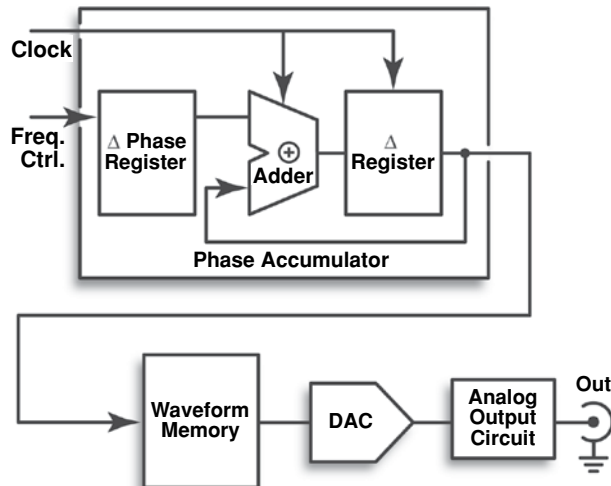 Clock
Freq.
Ctrl.
Δ Phase
Register
Adder
Δ
Register
Phase Accumulator
Waveform
Memory
DAC
Analog
Output
Circuit
Out